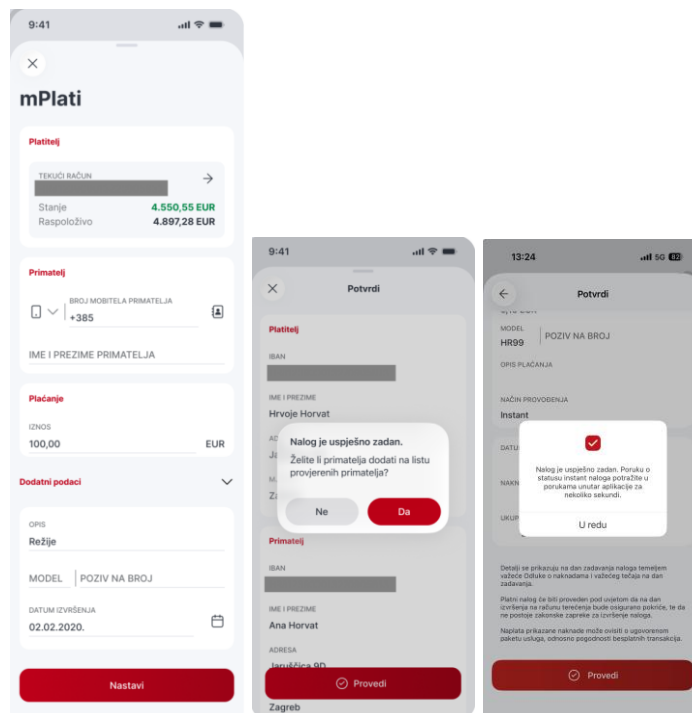 9:41
mPlati
Platitelj
TEKUĆI RAČUN
Stanje 4.550,55 EUR
Raspoloživo 4.897,28 EUR
Primatelj
BROJ MOBITELA PRIMATELJA
+385
IME I PREZIME PRIMATELJA
Plaćanje
IZNOS
100,00 EUR
Dodatni podaci
OPIS
Režije
MODEL POZIV NA BROJ
DATUM IZVRŠENJA
02.02.2020.
Nastavi
9:41
Potvrdi
Platitelj
IBAN
IME I PREZIME
Hrvoje Horvat
Nalog je uspješno zadan.
Želite li primatelja dodati na listu
provjerenih primatelja?
Ne Da
Primatelj
IBAN
IME I PREZIME
Ana Horvat
ADRESA
Jaruščica 9D
Provedi
Zagreb
13:24 5G 82
Potvrdi
MODEL
HR99 POZIV NA BROJ
OPIS PLAĆANJA
NAČIN PROVOĐENJA
Instant
DATU
NAKN
UKUP
Nalog je uspješno zadan. Poruku o
statusu instant naloga potražite u
porukama unutar aplikacije za
nekoliko sekundi.
U redu
Detalji se prikazuju na dan zadavanja naloga temeljem
važeće Odluke o naknadama i važećeg tečaja na dan
zadavanja.
Platni nalog će biti proveden pod uvjetom da na dan
izvršenja na računu terećenja bude osigurano pokriće, te da
ne postoje zakonske zapreke za izvršenje naloga.
Naplata prikazane naknade može ovisiti o ugovorenom
paketu usluga, odnosno pogodnosti besplatnih transakcija.
Provedi